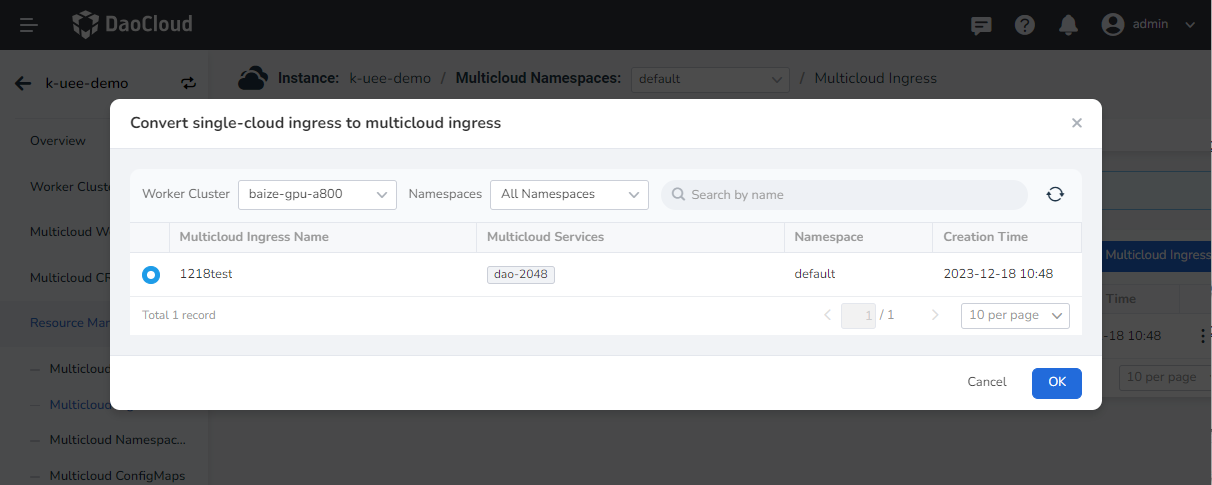 DaoCloud
admin
k-uee-demo
Instance: k-uee-demo / Multicloud Namespaces: default / Multicloud Ingress
Convert single-cloud ingress to multicloud ingress
Overview
Worker Cluster baaize-gpu-a800 Namespaces All Namespaces Search by name
Multicloud Ingress Name Multicloud Services Namespace Creation Time
1218test dao-2048 default 2023-12-18 10:48
Total 1 record 1 / 1 10 per page
Cancel OK
Worker
Multicloud
Multicloud
Resource
Multicloud
Multicloud
Multicloud Namespac...
Multicloud ConfigMaps
Multicloud Ingress
Time
-18 10:48
10 per page